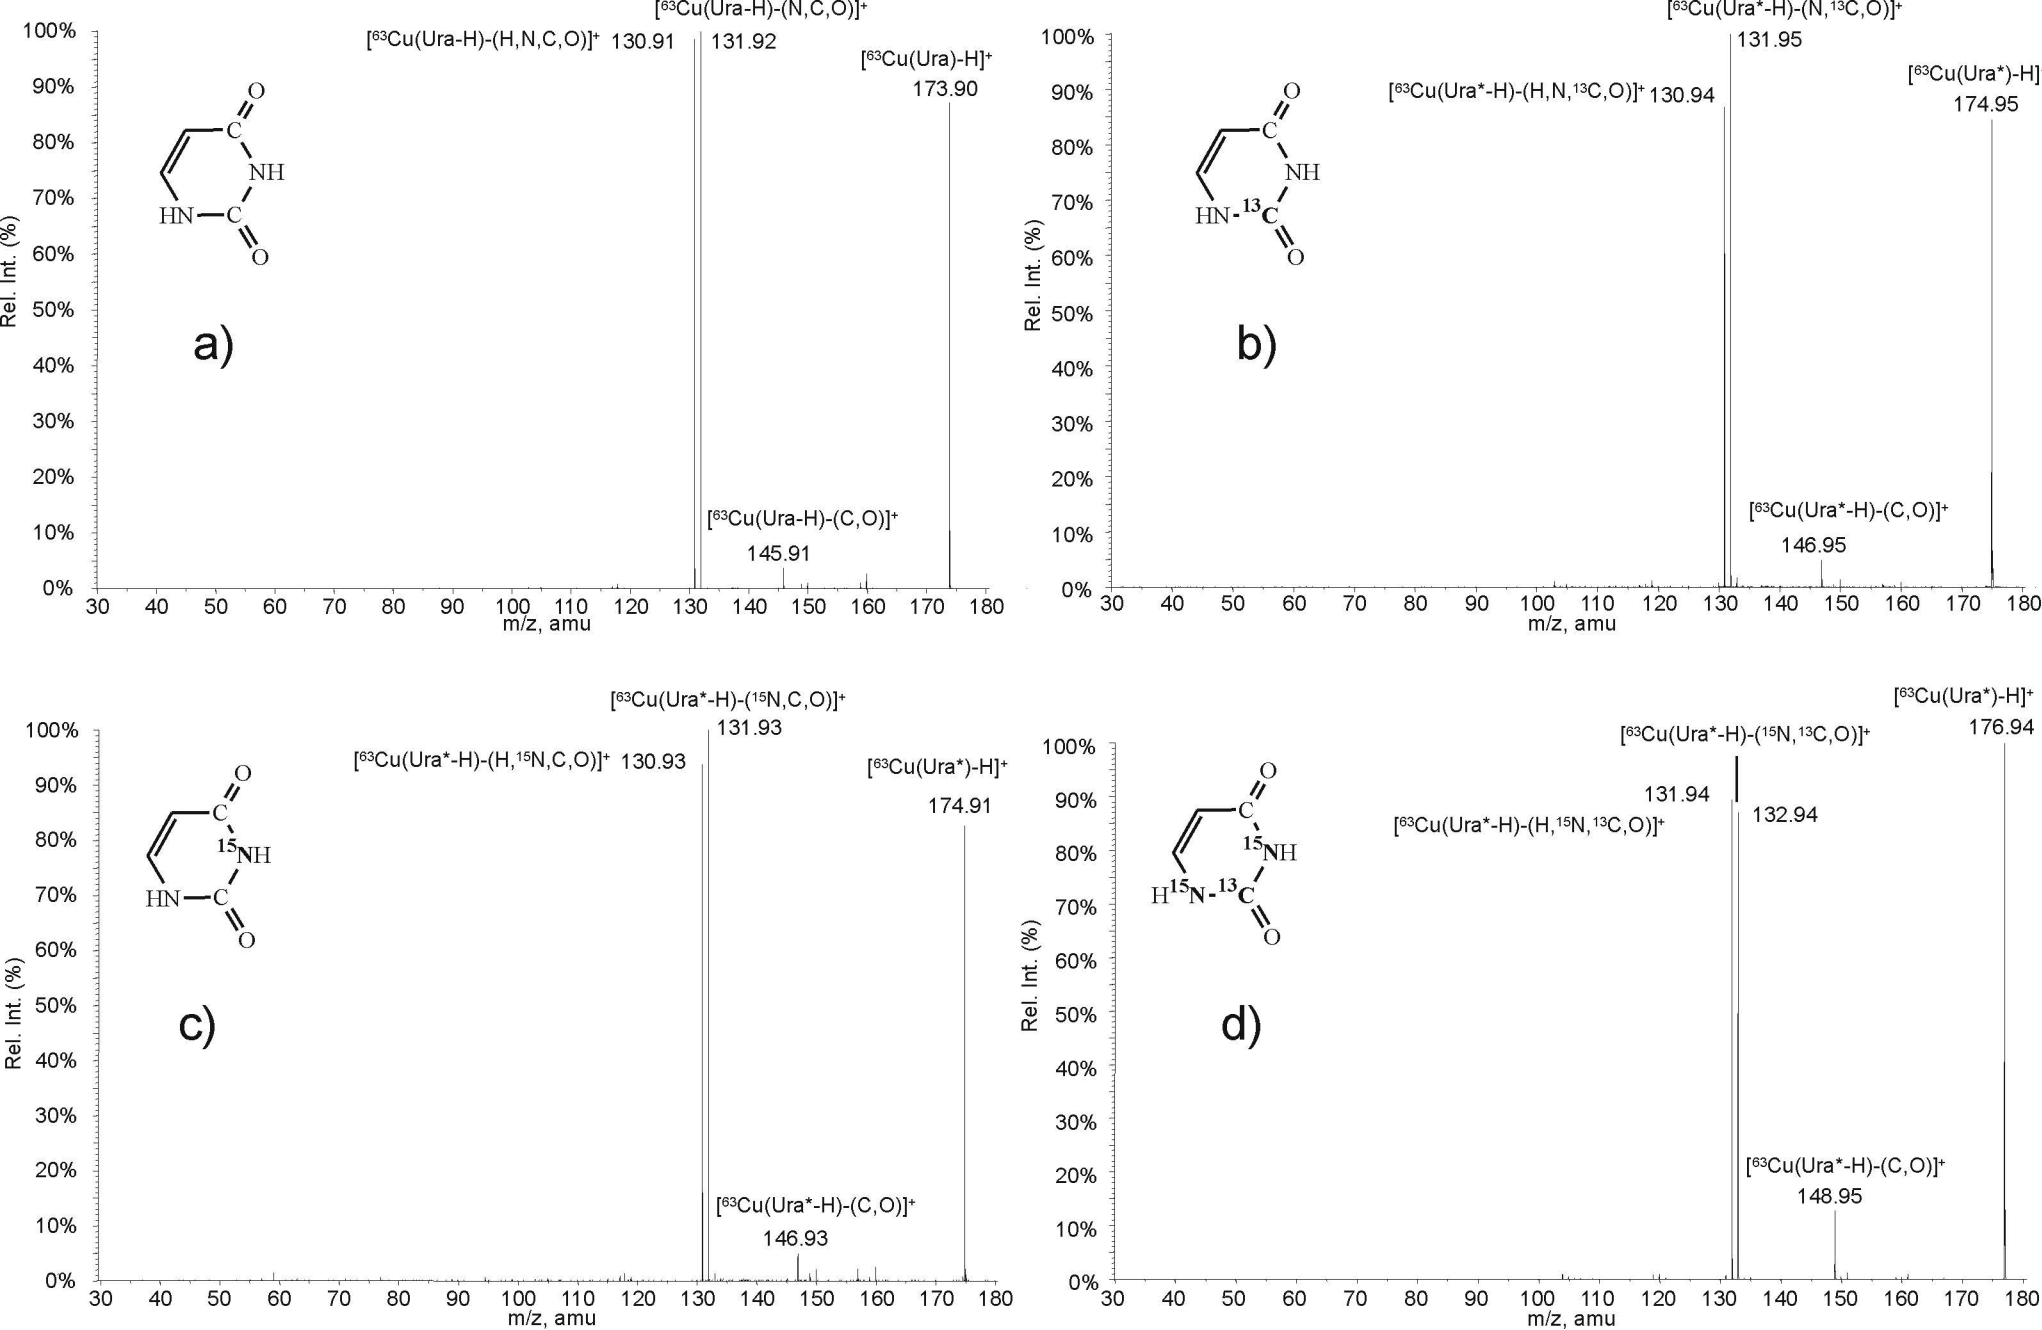 [⁶³Cu(Ura-H)-(N,C,O)]⁺
[⁶³Cu(Ura-H)-(H,N,C,O)]⁺ 130.91 131.92
[⁶³Cu(Ura)-H]⁺
173.90
100%
90%
80%
70%
60%
50%
40%
30%
20%
10%
0%
Rel. Int. (%)
O
C
NH
HN
C
O
a)
[⁶³Cu(Ura-H)-(C,O)]⁺
145.91
30 40 50 60 70 80 90 100 110 120 130 140 150 160 170 180
m/z, amu
[⁶³Cu(Ura*-H)-(N,¹³C,O)]⁺
131.95
[⁶³Cu(Ura*-H)-(H,N,¹³C,O)]⁺ 130.94
[⁶³Cu(Ura*)-H]
174.95
100%
90%
80%
70%
60%
50%
40%
30%
20%
10%
0%
Rel. Int. (%)
O
C
NH
HN
¹³C
O
b)
[⁶³Cu(Ura*-H)-(C,O)]⁺
146.95
30 40 50 60 70 80 90 100 110 120 130 140 150 160 170 180
m/z, amu
[⁶³Cu(Ura*-H)-(¹⁵N,C,O)]⁺
131.93
[⁶³Cu(Ura*-H)-(H,¹⁵N,C,O)]⁺ 130.93
[⁶³Cu(Ura*)-H]⁺
174.91
100%
90%
80%
70%
60%
50%
40%
30%
20%
10%
0%
Rel. Int. (%)
O
C
¹⁵NH
HN
C
O
c)
[⁶³Cu(Ura*-H)-(C,O)]⁺
146.93
30 40 50 60 70 80 90 100 110 120 130 140 150 160 170 180
m/z, amu
[⁶³Cu(Ura*)-H]⁺
176.94
[⁶³Cu(Ura*-H)-(¹⁵N,¹³C,O)]⁺
131.94
132.94
[⁶³Cu(Ura*-H)-(H,¹⁵N,¹³C,O)]⁺
100%
90%
80%
70%
60%
50%
40%
30%
20%
10%
0%
Rel. Int. (%)
O
C
¹⁵NH
H¹⁵N
¹³C
O
d)
[⁶³Cu(Ura*-H)-(C,O)]⁺
148.95
30 40 50 60 70 80 90 100 110 120 130 140 150 160 170 180
m/z, amu